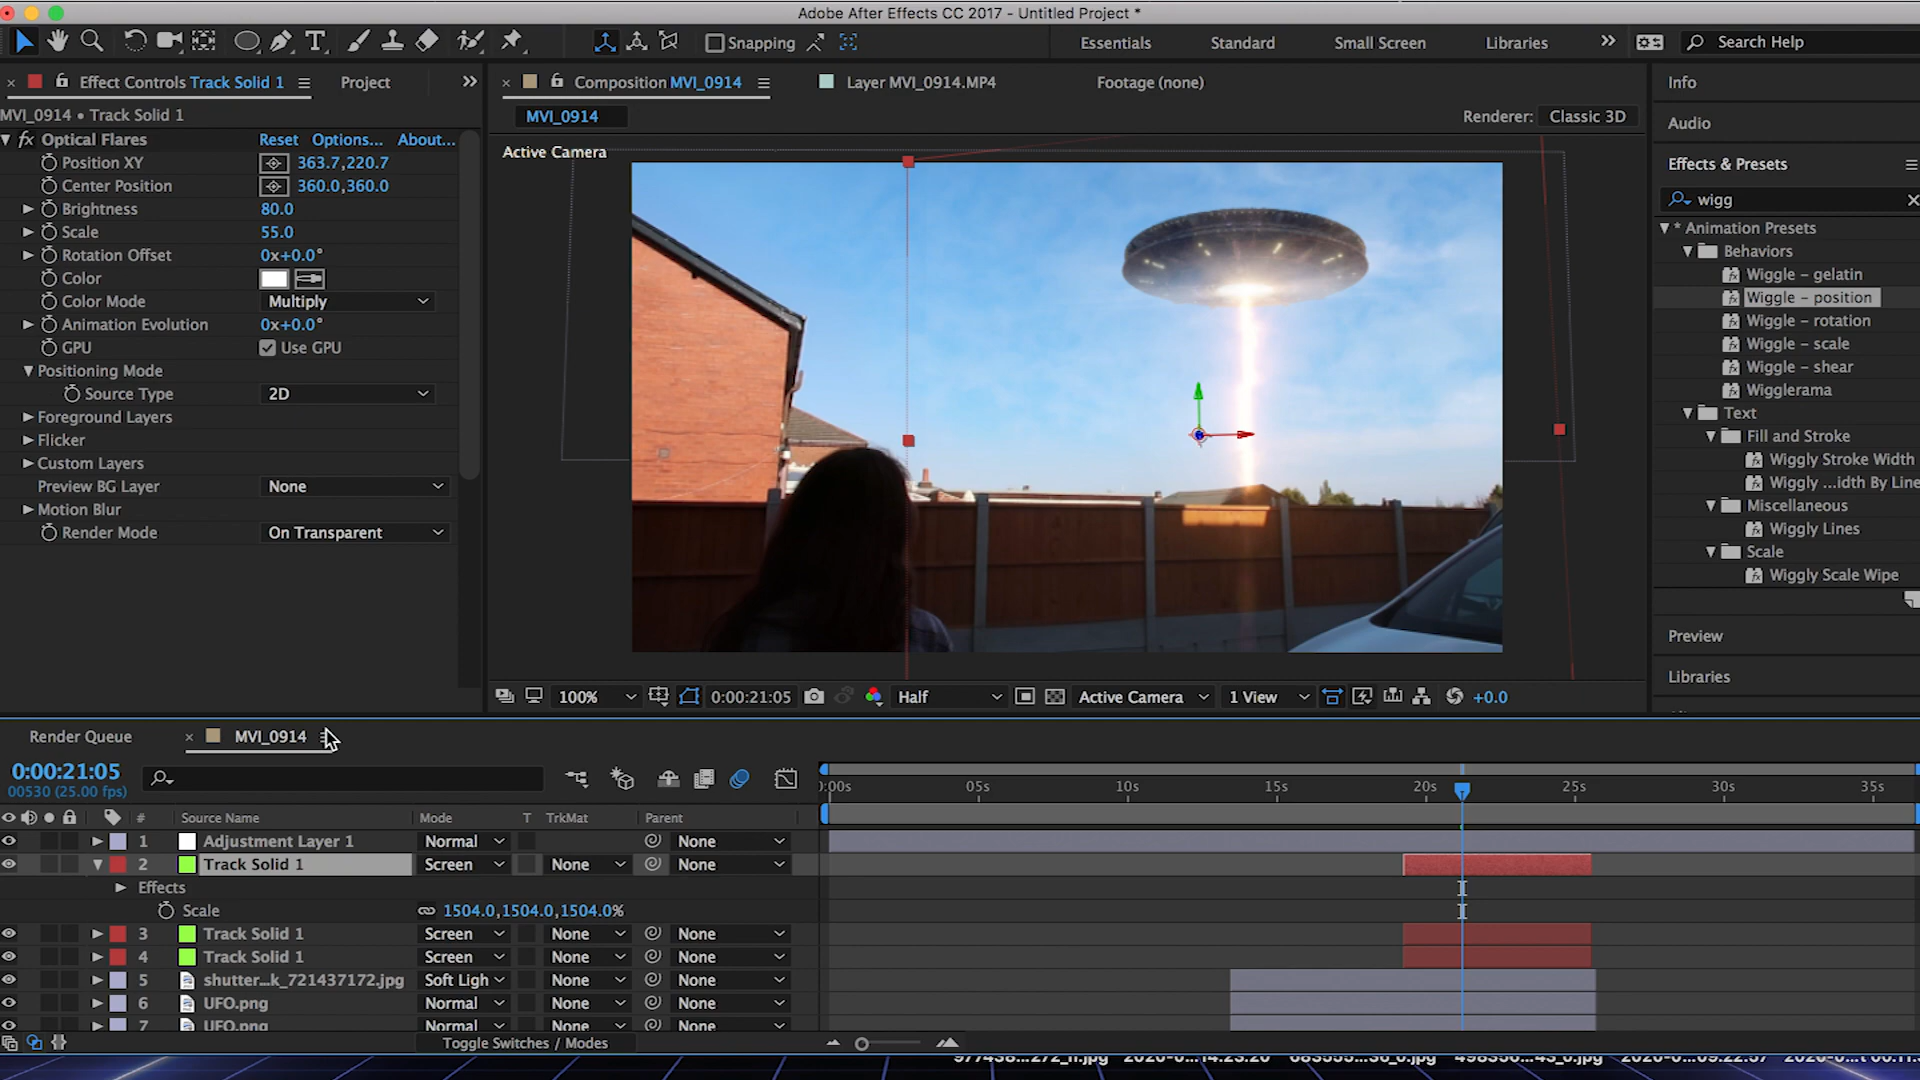 Adobe After Effects CC 2017 - Untitled Project *
Snapping
Essentials
Standard
Small Screen
Libraries
Search Help
Effect Controls Track Solid 1
Project
Composition MVI_0914
Layer MVI_0914.MP4
Footage (none)
Info
MVI_0914 • Track Solid 1
MVI_0914
Renderer: Classic 3D
Audio
fx Optical Flares Reset Options... About...
Position XY 363.7,220.7
Center Position 360.0,360.0
Brightness 80.0
Scale 55.0
Rotation Offset 0x+0.0°
Color
Color Mode Multiply
Animation Evolution 0x+0.0°
GPU Use GPU
Positioning Mode
Source Type 2D
Foreground Layers
Flicker
Custom Layers
Preview BG Layer None
Motion Blur
Render Mode On Transparent
Active Camera
100%
0:00:21:05
Half
Active Camera
1 View
+0.0
Effects & Presets
wigg
* Animation Presets
Behaviors
Wiggle - gelatin
Wiggle - position
Wiggle - rotation
Wiggle - scale
Wiggle - shear
Wigglerama
Text
Fill and Stroke
Wiggly Stroke Width
Wiggly ...idth By Line
Miscellaneous
Wiggly Lines
Scale
Wiggly Scale Wipe
Preview
Libraries
Render Queue
MVI_0914
0:00:21:05
00530 (25.00 fps)
:00s 05s 10s 15s 20s 25s 30s 35s
# Source Name Mode T TrkMat Parent
1 Adjustment Layer 1 Normal None
2 Track Solid 1 Screen None None
Effects
Scale 1504.0,1504.0,1504.0%
3 Track Solid 1 Screen None None
4 Track Solid 1 Screen None None
5 shutter...k_721437172.jpg Soft Ligh None None
6 UFO.png Normal None None
7 UFO.png Normal None None
Toggle Switches / Modes